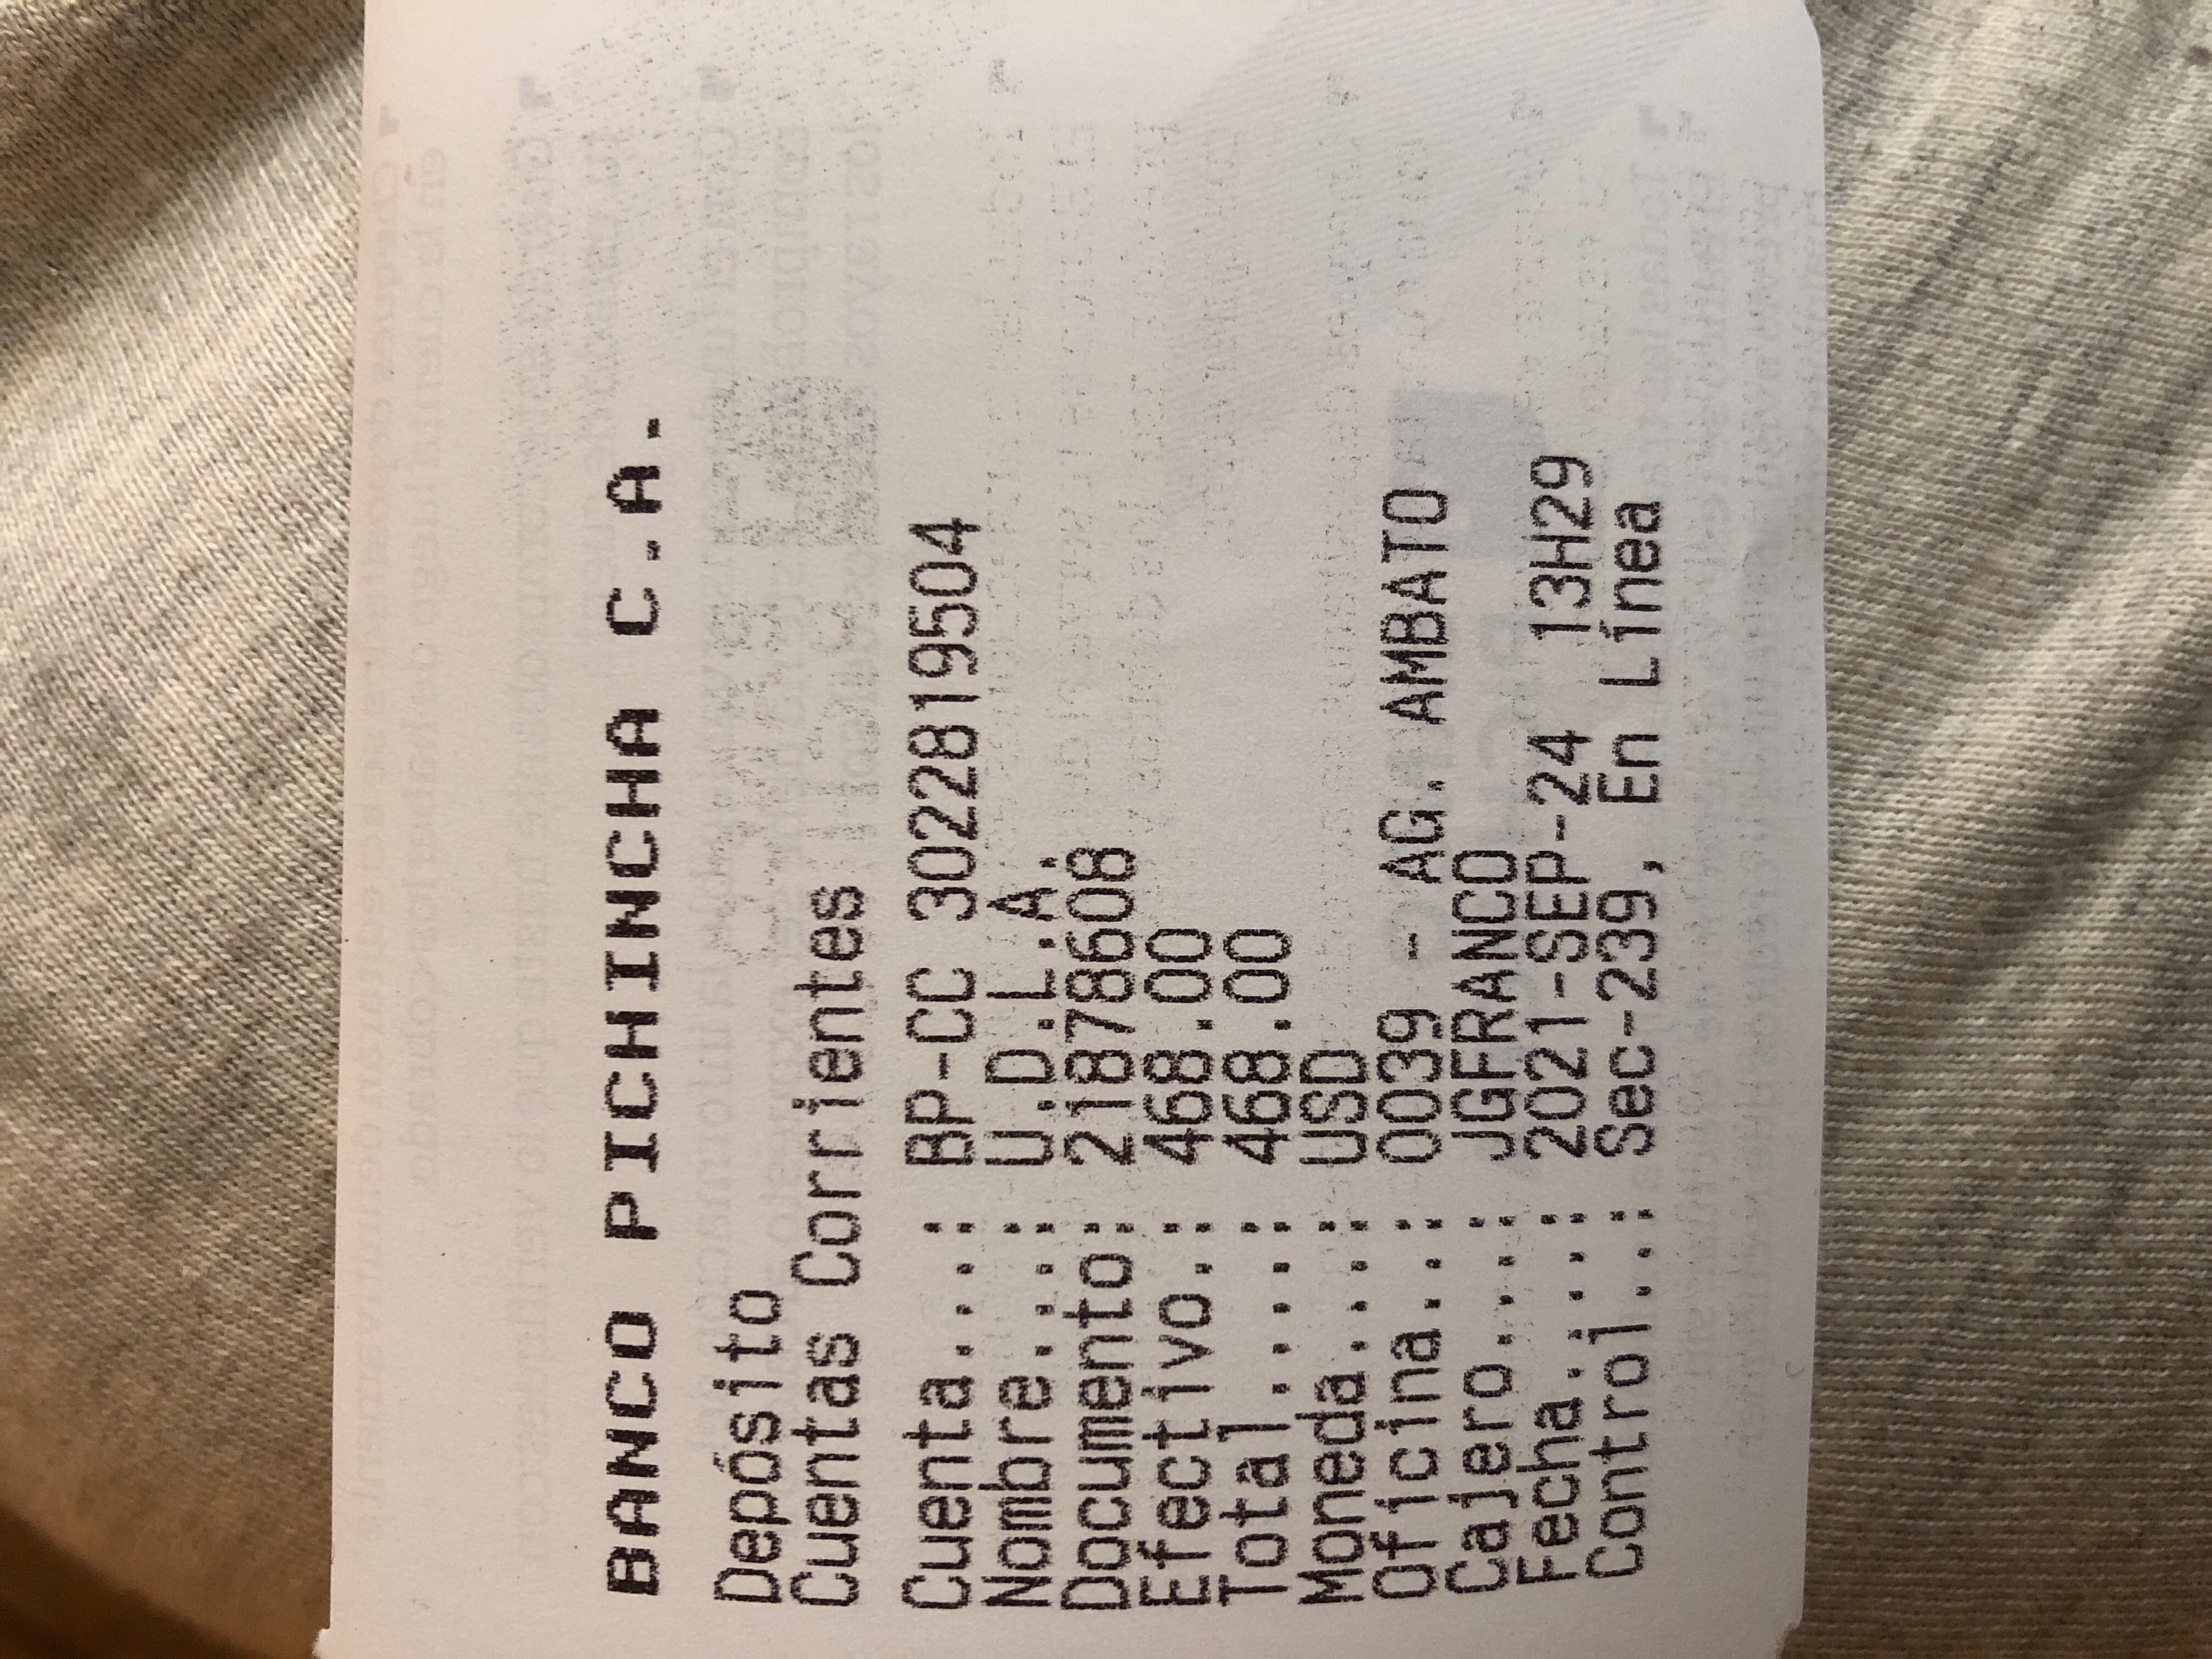 BANCO PICHINCHA C.A.
Depósito
Cuentas Corrientes
Cuenta....: BP-CC 3022819504
Nombre....: U.D.L.A.
Documento: 2187878608
Efectivo.: 468.00
Total.....: 468.00
Moneda....: USD
Oficina...: 0039 - AG. AMBATO
Cajero....: JGFRANCO
Fecha.....: 2021-SEP-24 13H29
Control...: Sec-239, En Línea